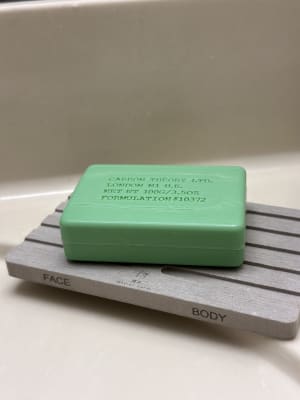 CARBON THEORY LTD.
LONDON N1 U.K.
NET WT 100G/3.5OZ
FORMULATION #10372
FACE
BODY